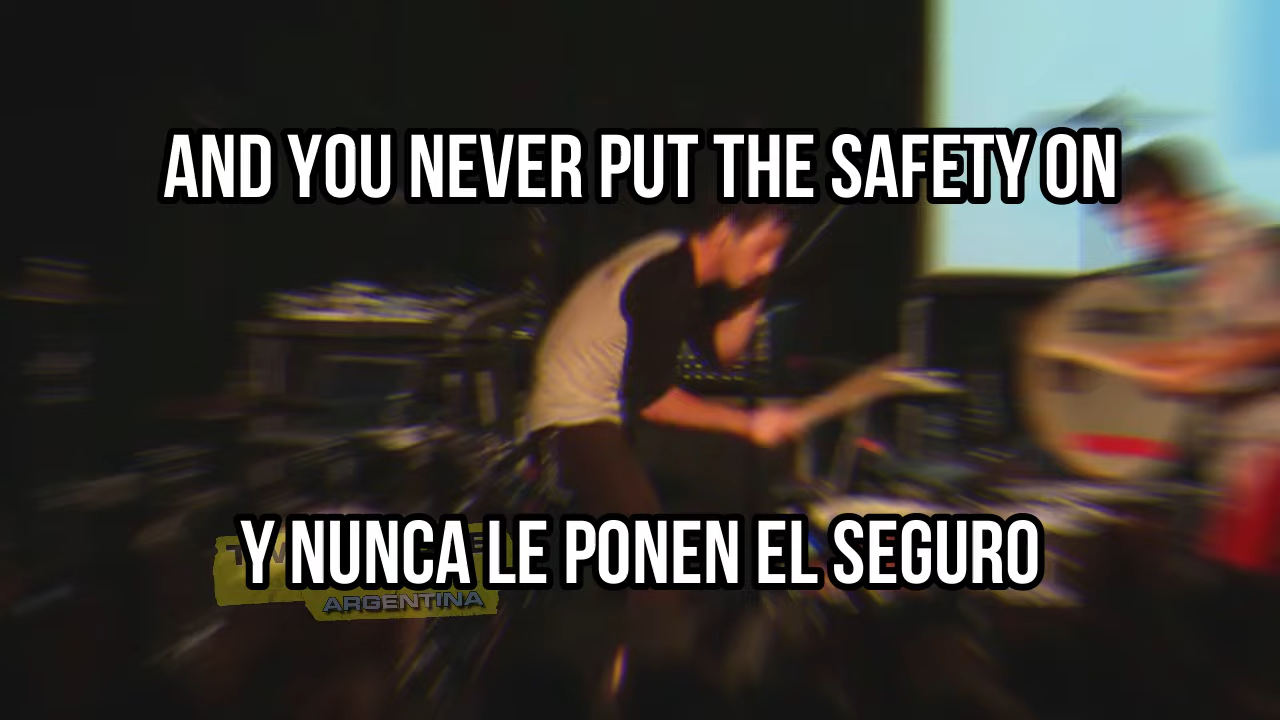 AND YOU NEVER PUT THE SAFETY ON
Y NUNCA LE PONEN EL SEGURO
ARGENTINA